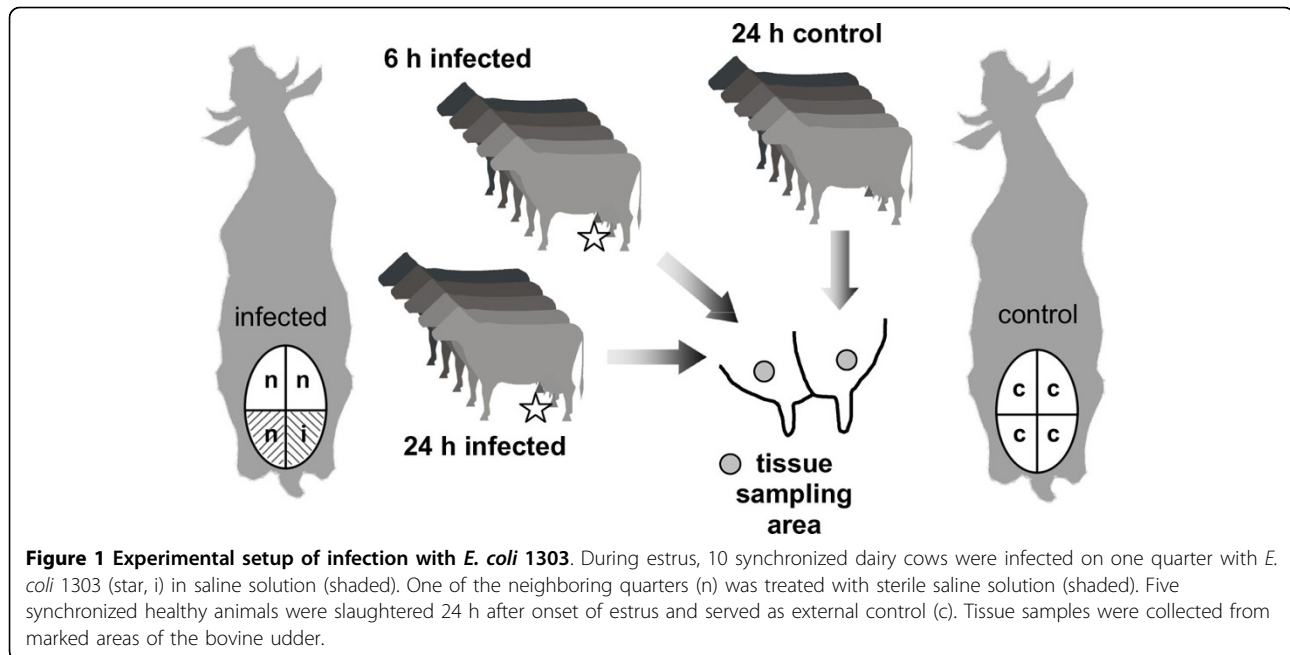 24 h control
6 h infected
infected
n n
n i
24 h infected
control
c c
c c
tissue
sampling
area
Figure 1 Experimental setup of infection with E. coli 1303. During estrus, 10 synchronized dairy cows were infected on one quarter with E.
coli 1303 (star, i) in saline solution (shaded). One of the neighboring quarters (n) was treated with sterile saline solution (shaded). Five
synchronized healthy animals were slaughtered 24 h after onset of estrus and served as external control (c). Tissue samples were collected from
marked areas of the bovine udder.